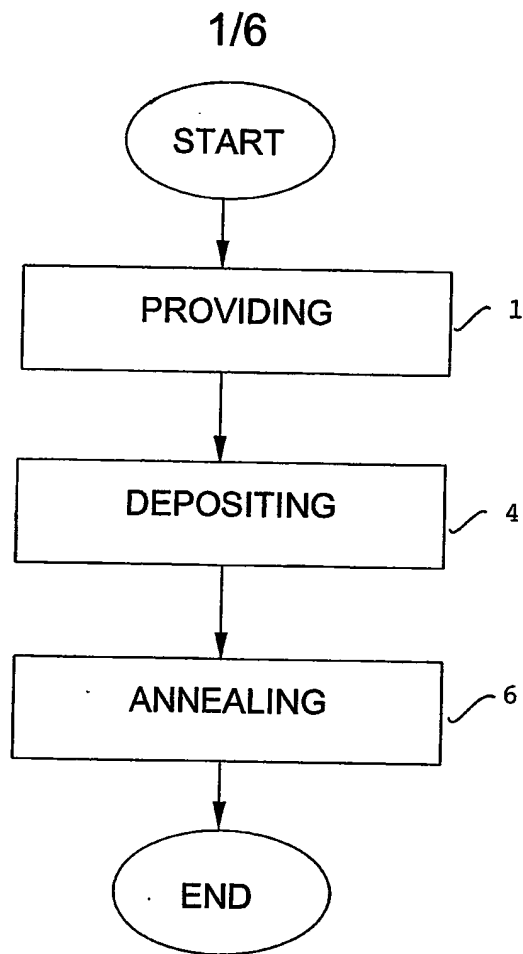 1/6
START
PROVIDING
1
DEPOSITING
4
ANNEALING
6
END